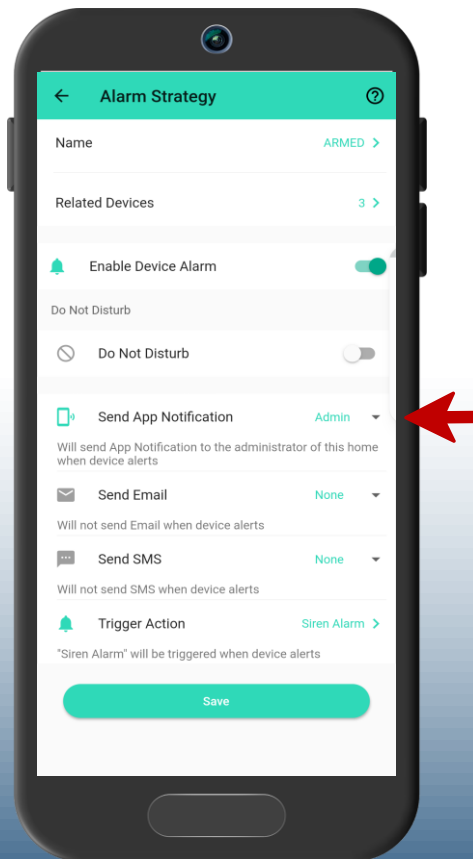 Alarm Strategy
Name ARMED
Related Devices 3
Enable Device Alarm
Do Not Disturb
Do Not Disturb
Send App Notification Admin
Will send App Notification to the administrator of this home
when device alerts
Send Email None
Will not send Email when device alerts
Send SMS None
Will not send SMS when device alerts
Trigger Action Siren Alarm
"Siren Alarm" will be triggered when device alerts
Save